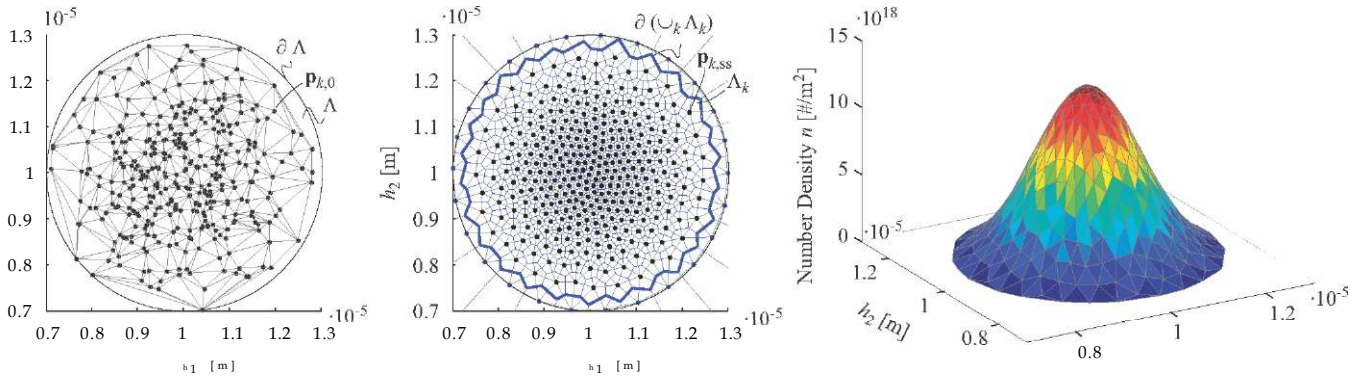 10⁻⁵
1.3
1.2
1.1
1
0.9
0.8
0.7
0.7 0.8 0.9 1 1.1 1.2 1.3
·10⁻⁵
h1 [m]
∂ Λ
p_{k,0}
Λ
·10⁻⁵
1.3
1.2
1.1
1
0.9
0.8
0.7
h₂ [m]
0.7 0.8 0.9 1 1.1 1.2 1.3
·10⁻⁵
h1 [m]
∂ (∪ₖ Λₖ)
p_{k,ss}
Λₖ
·10¹⁸
15
10
5
0
Number Density n [#/m²]
·10⁻⁵
1.2
1
0.8
h₂ [m]
0.8
1
1.2
·10⁻⁵